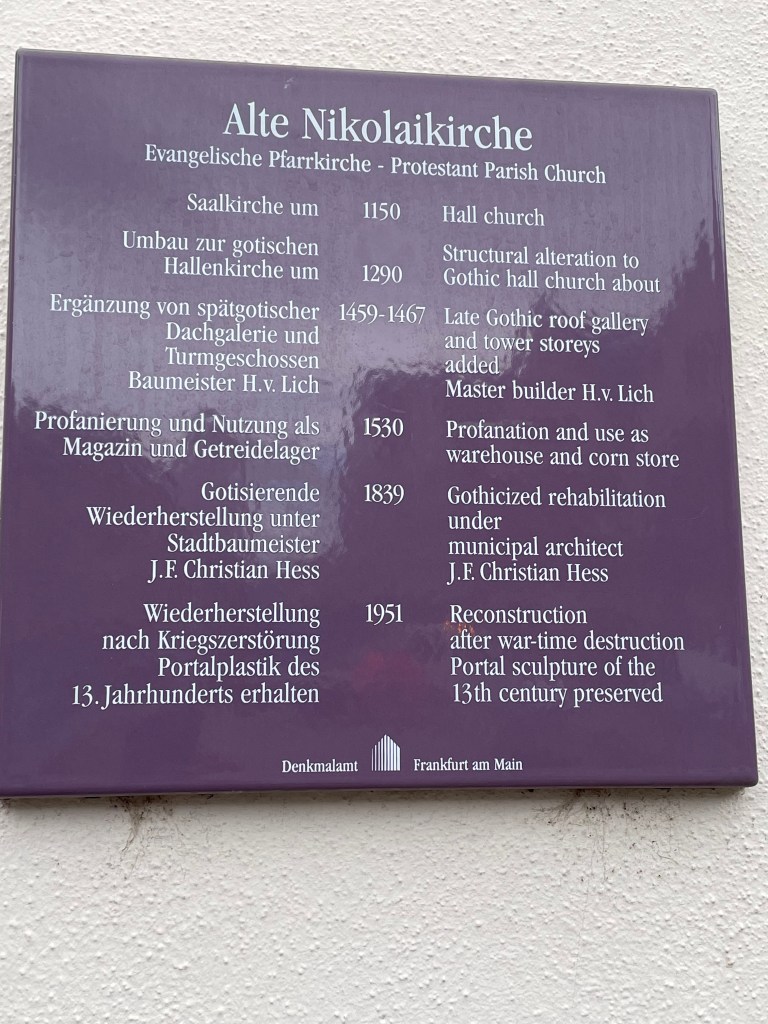 Alte Nikolaikirche
Evangelische Pfarrkirche - Protestant Parish Church
Saalkirche um 1150 Hall church
Umbau zur gotischen Structural alteration to
Hallenkirche um 1290 Gothic hall church about
Ergänzung von spätgotischer 1459-1467 Late Gothic roof gallery
Dachgalerie und and tower storeys
Turmgeschossen added
Baumeister H.v. Lich Master builder H.v. Lich
Profanierung und Nutzung als 1530 Profanation and use as
Magazin und Getreidelager warehouse and corn store
Gotisierende 1839 Gothicized rehabilitation
Wiederherstellung unter under
Stadtbaumeister municipal architect
J.F. Christian Hess J.F. Christian Hess
Wiederherstellung 1951 Reconstruction
nach Kriegszerstörung after war-time destruction
Portalplastik des Portal sculpture of the
13. Jahrhunderts erhalten 13th century preserved
Denkmalamt Frankfurt am Main